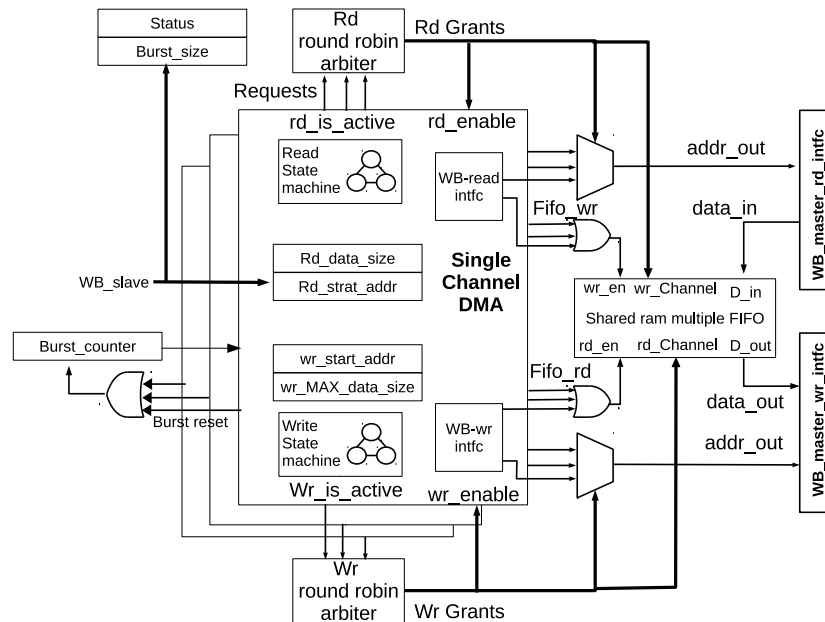 Status
Burst_size
Rd
round robin
arbiter
Rd Grants
Requests
rd_is_active
rd_enable
Read
State
machine
WB-read
intfc
addr_out
WB_master_rd_intfc
Fifo_wr
data_in
Rd_data_size
Rd_strat_addr
Single
Channel
DMA
WB_slave
wr_en
wr_Channel
D_in
Shared ram multiple FIFO
rd_en
rd_Channel
D_out
Burst_counter
wr_start_addr
wr_MAX_data_size
Fifo_rd
data_out
WB_master_wr_intfc
Burst reset
Write
State
machine
WB-wr
intfc
addr_out
Wr_is_active
wr_enable
Wr
round robin
arbiter
Wr Grants